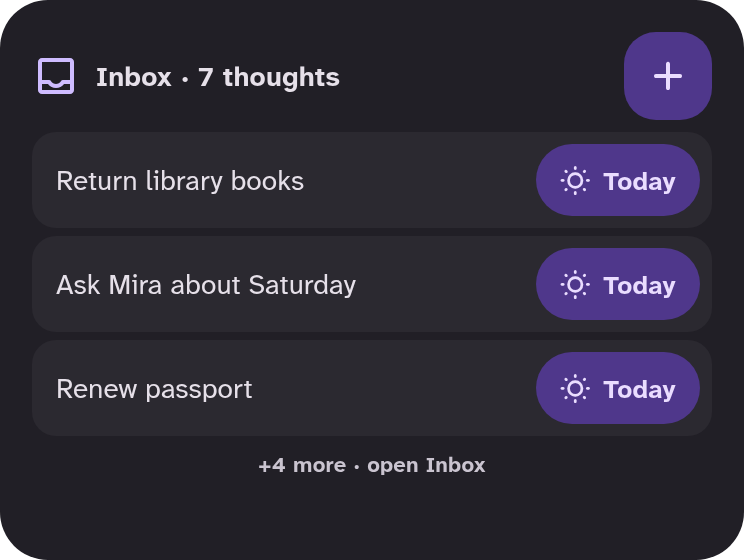 Inbox · 7 thoughts
Return library books
Today
Ask Mira about Saturday
Today
Renew passport
Today
+4 more · open Inbox